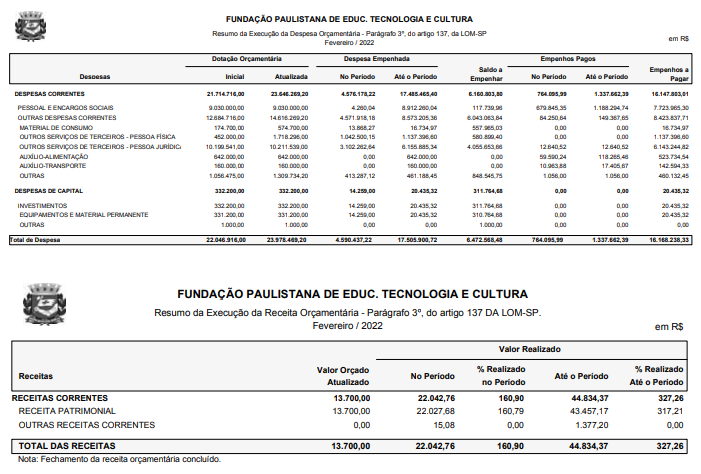 FUNDAÇÃO PAULISTANA DE EDUC. TECNOLOGIA E CULTURA
Resumo da Execução da Despesa Orçamentária - Parágrafo 3º, do artigo 137, da LOM-SP
Fevereiro / 2022
em R$
Dotação Orçamentária Despesa Empenhada Saldo a Empenhar Empenhos Pagos Empenhos a Pagar
Despesas Inicial Atualizada No Período Até o Período No Período Até o Período
DESPESAS CORRENTES 21.714.716,00 23.646.269,20 4.576.178,22 17.485.465,40 6.160.803,80 764.095,99 1.337.662,39 16.147.803,01
PESSOAL E ENCARGOS SOCIAIS 9.030.000,00 9.030.000,00 4.260,04 8.912.260,04 117.739,96 679.845,35 1.188.294,74 7.723.965,30
OUTRAS DESPESAS CORRENTES 12.684.716,00 14.616.269,20 4.571.918,18 8.573.205,36 6.043.063,84 84.250,64 149.367,65 8.423.837,71
MATERIAL DE CONSUMO 174.700,00 574.700,00 13.868,27 16.734,97 557.965,03 0,00 0,00 16.734,97
OUTROS SERVIÇOS DE TERCEIROS - PESSOA FÍSICA 452.000,00 1.718.296,00 1.042.500,15 1.137.396,60 580.899,40 0,00 0,00 1.137.396,60
OUTROS SERVIÇOS DE TERCEIROS - PESSOA JURÍDIC 10.199.541,00 10.211.539,00 3.102.262,64 6.155.885,34 4.055.653,66 12.640,52 12.640,52 6.143.244,82
AUXÍLIO-ALIMENTAÇÃO 642.000,00 642.000,00 0,00 642.000,00 0,00 59.590,24 118.265,46 523.734,54
AUXÍLIO-TRANSPORTE 160.000,00 160.000,00 0,00 160.000,00 0,00 10.963,88 17.405,67 142.594,33
OUTRAS 1.056.475,00 1.309.734,20 413.287,12 461.188,45 848.545,75 1.056,00 1.056,00 460.132,45
DESPESAS DE CAPITAL 332.200,00 332.200,00 14.259,00 20.435,32 311.764,68 0,00 0,00 20.435,32
INVESTIMENTOS 332.200,00 332.200,00 14.259,00 20.435,32 311.764,68 0,00 0,00 20.435,32
EQUIPAMENTOS E MATERIAL PERMANENTE 331.200,00 331.200,00 14.259,00 20.435,32 310.764,68 0,00 0,00 20.435,32
OUTRAS 1.000,00 1.000,00 0,00 0,00 1.000,00 0,00 0,00 0,00
Total de Despesa 22.046.916,00 23.978.469,20 4.590.437,22 17.505.900,72 6.472.568,48 764.095,99 1.337.662,39 16.168.238,33
FUNDAÇÃO PAULISTANA DE EDUC. TECNOLOGIA E CULTURA
Resumo da Execução da Receita Orçamentária - Parágrafo 3º, do artigo 137 DA LOM-SP.
Fevereiro / 2022
em R$
Valor Realizado
Receitas Valor Orçado Atualizado No Período % Realizado no Período Até o Período % Realizado Até o Período
RECEITAS CORRENTES 13.700,00 22.042,76 160,90 44.834,37 327,26
RECEITA PATRIMONIAL 13.700,00 22.027,68 160,79 43.457,17 317,21
OUTRAS RECEITAS CORRENTES 0,00 15,08 0,00 1.377,20 0,00
TOTAL DAS RECEITAS 13.700,00 22.042,76 160,90 44.834,37 327,26
Nota: Fechamento da receita orçamentária concluído.